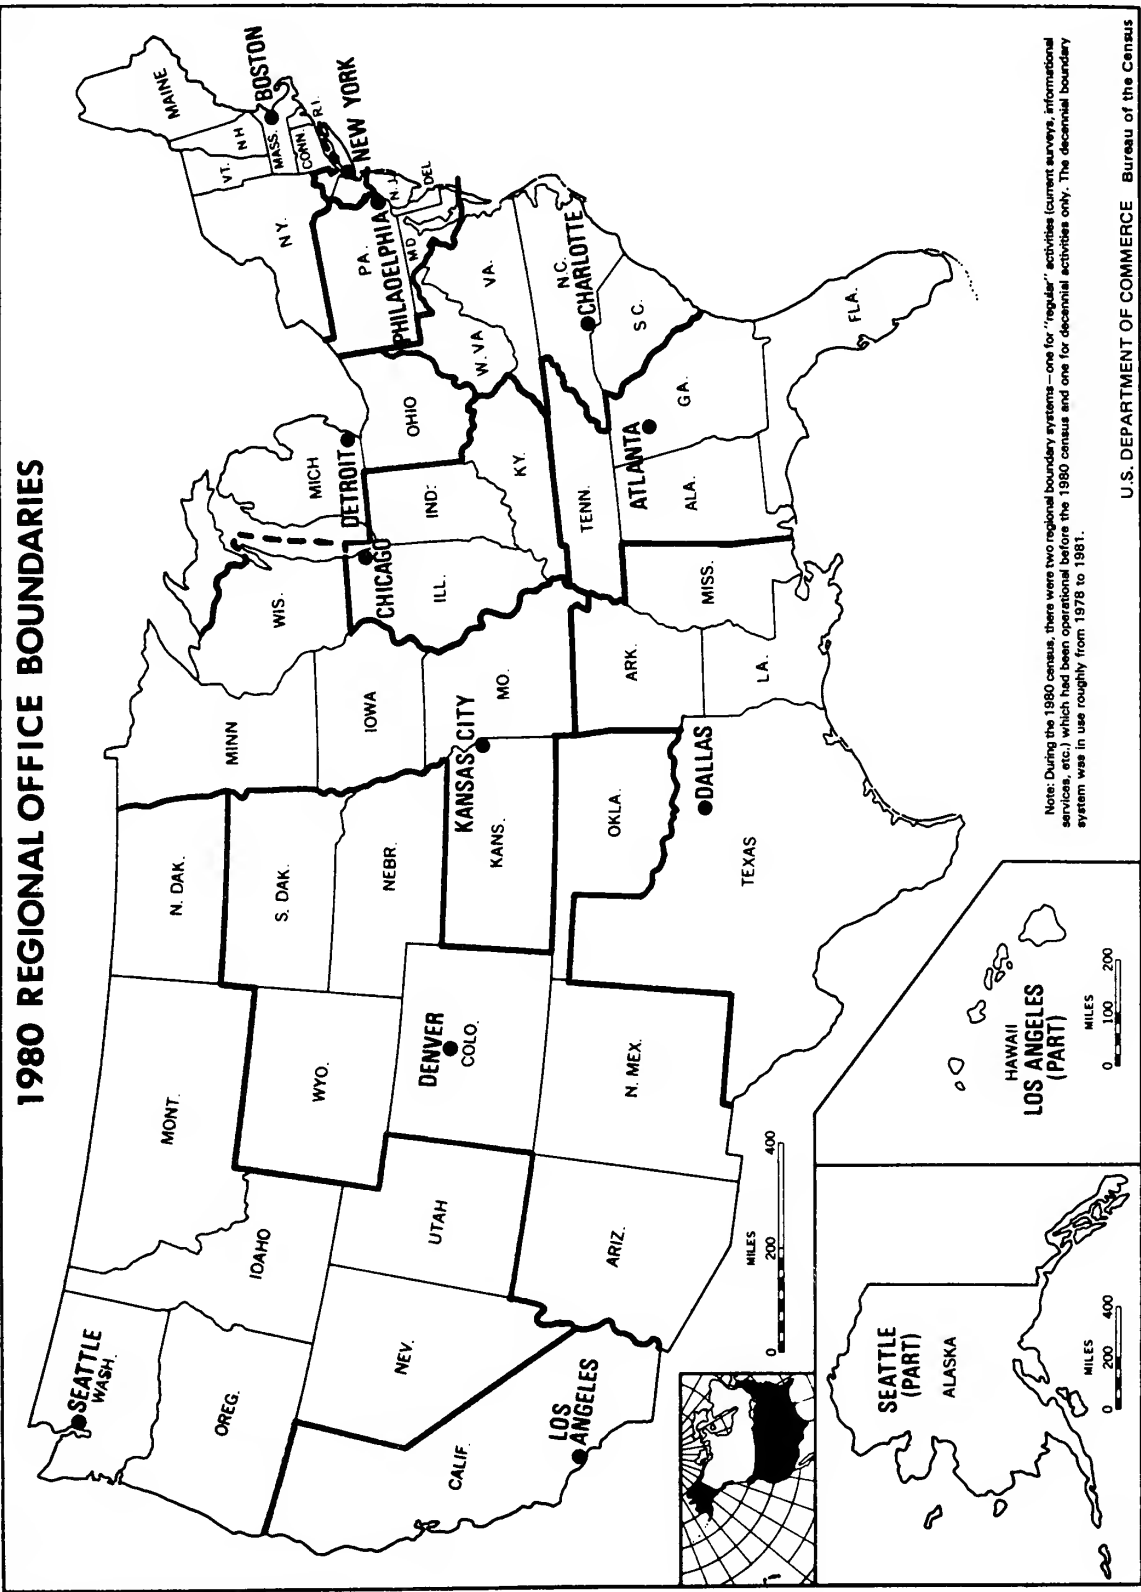 1980 REGIONAL OFFICE BOUNDARIES
SEATTLE
WASH.
OREG.
CALIF.
LOS
ANGELES
NEV.
IDAHO
MONT.
UTAH
ARIZ.
WYO.
DENVER
COLO.
N. MEX.
N. DAK.
S. DAK.
NEBR.
KANS.
OKLA.
TEXAS
DALLAS
MINN
IOWA
KANSAS CITY
MO.
ARK.
LA.
WIS.
CHICAGO
ILL.
MISS.
MICH
DETROIT
IND.
OHIO
KY.
TENN.
ALA.
ATLANTA
GA.
FLA.
S C.
N.C.
CHARLOTTE
VA.
W. VA
PA.
PHILADELPHIA
MD
DEL
N. J.
N.Y.
NEW YORK
CONN.
R.I.
MASS.
BOSTON
VT.
N H
MAINE
MILES
0 200 400
SEATTLE
(PART)
ALASKA
MILES
0 200 400
HAWAII
LOS ANGELES
(PART)
MILES
0 100 200
Note: During the 1980 census, there were two regional boundary systems—one for "regular" activities (current surveys, informational
services, etc.) which had been operational before the 1980 census and one for decennial activities only. The decennial boundary
system was in use roughly from 1978 to 1981.
U.S. DEPARTMENT OF COMMERCE Bureau of the Census